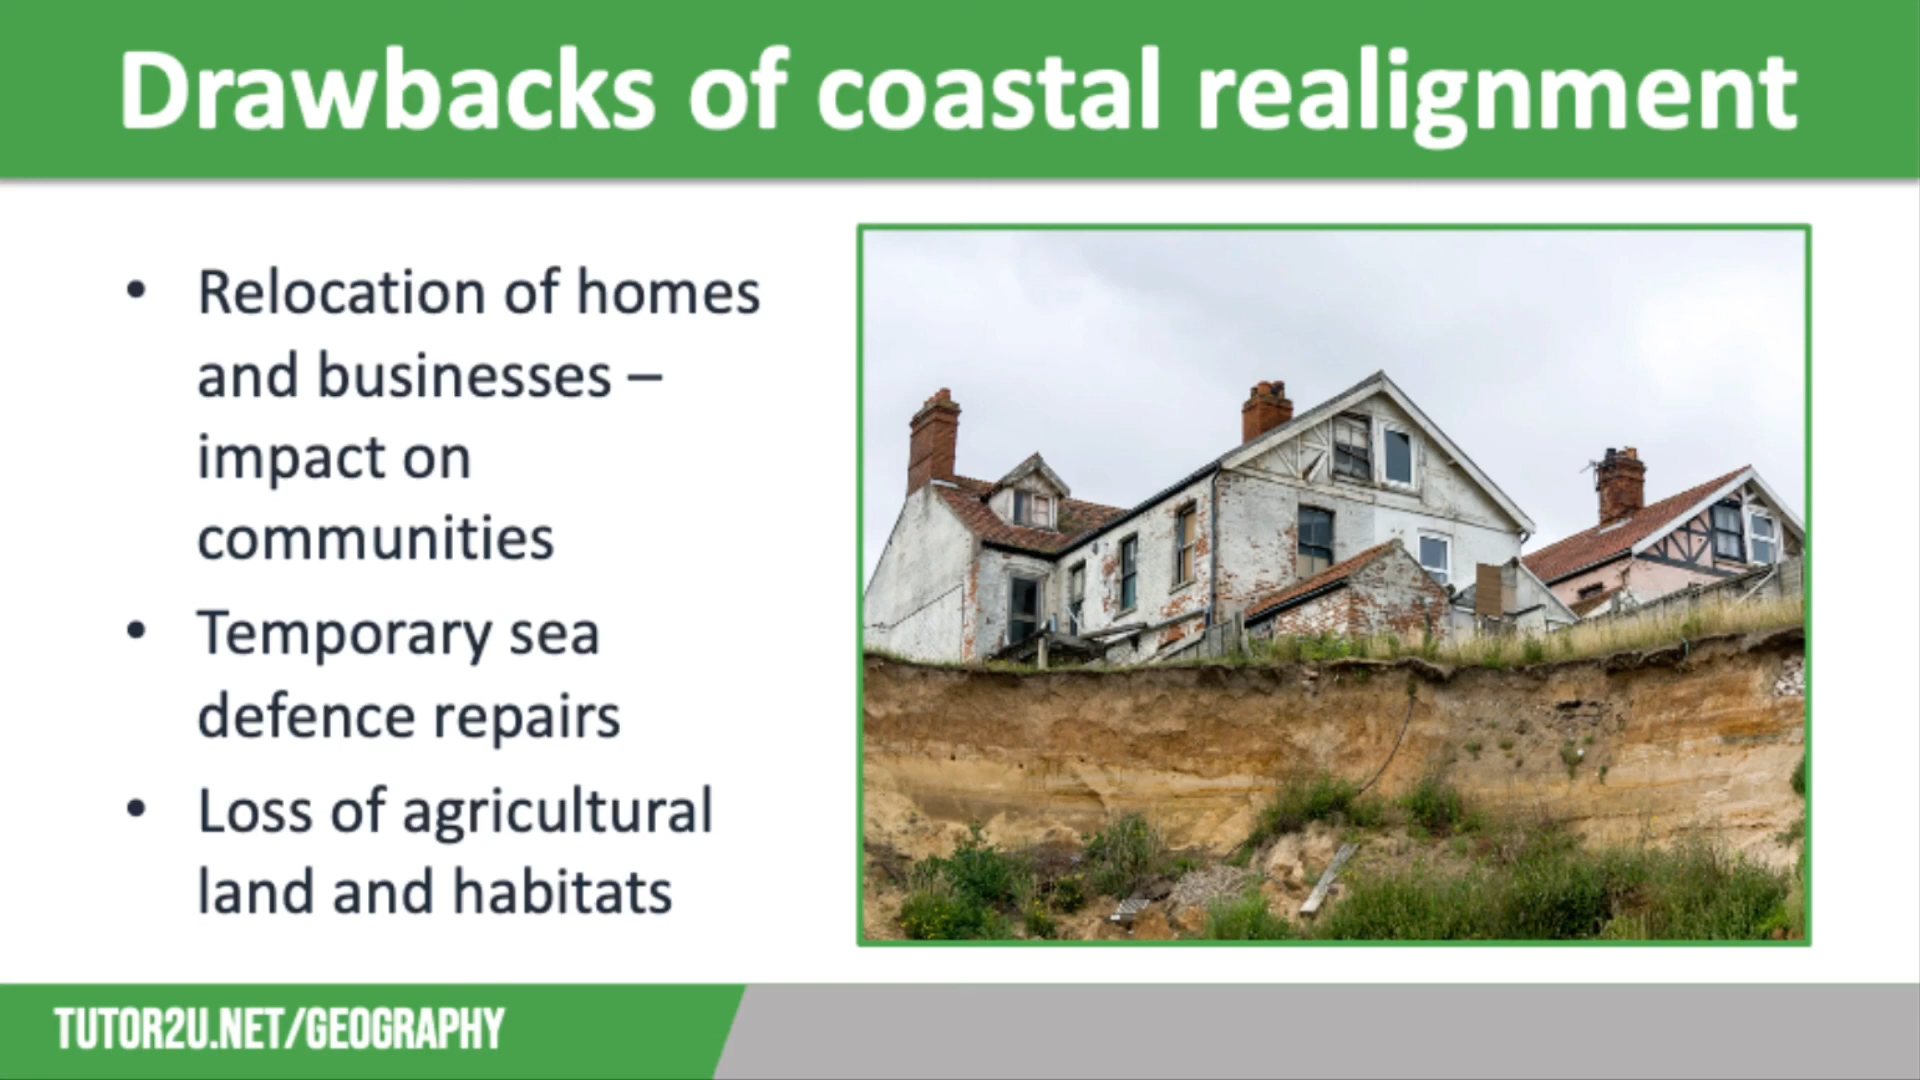 Drawbacks of coastal realignment
• Relocation of homes
and businesses –
impact on
communities
• Temporary sea
defence repairs
• Loss of agricultural
land and habitats
TUTOR2U.NET/GEOGRAPHY